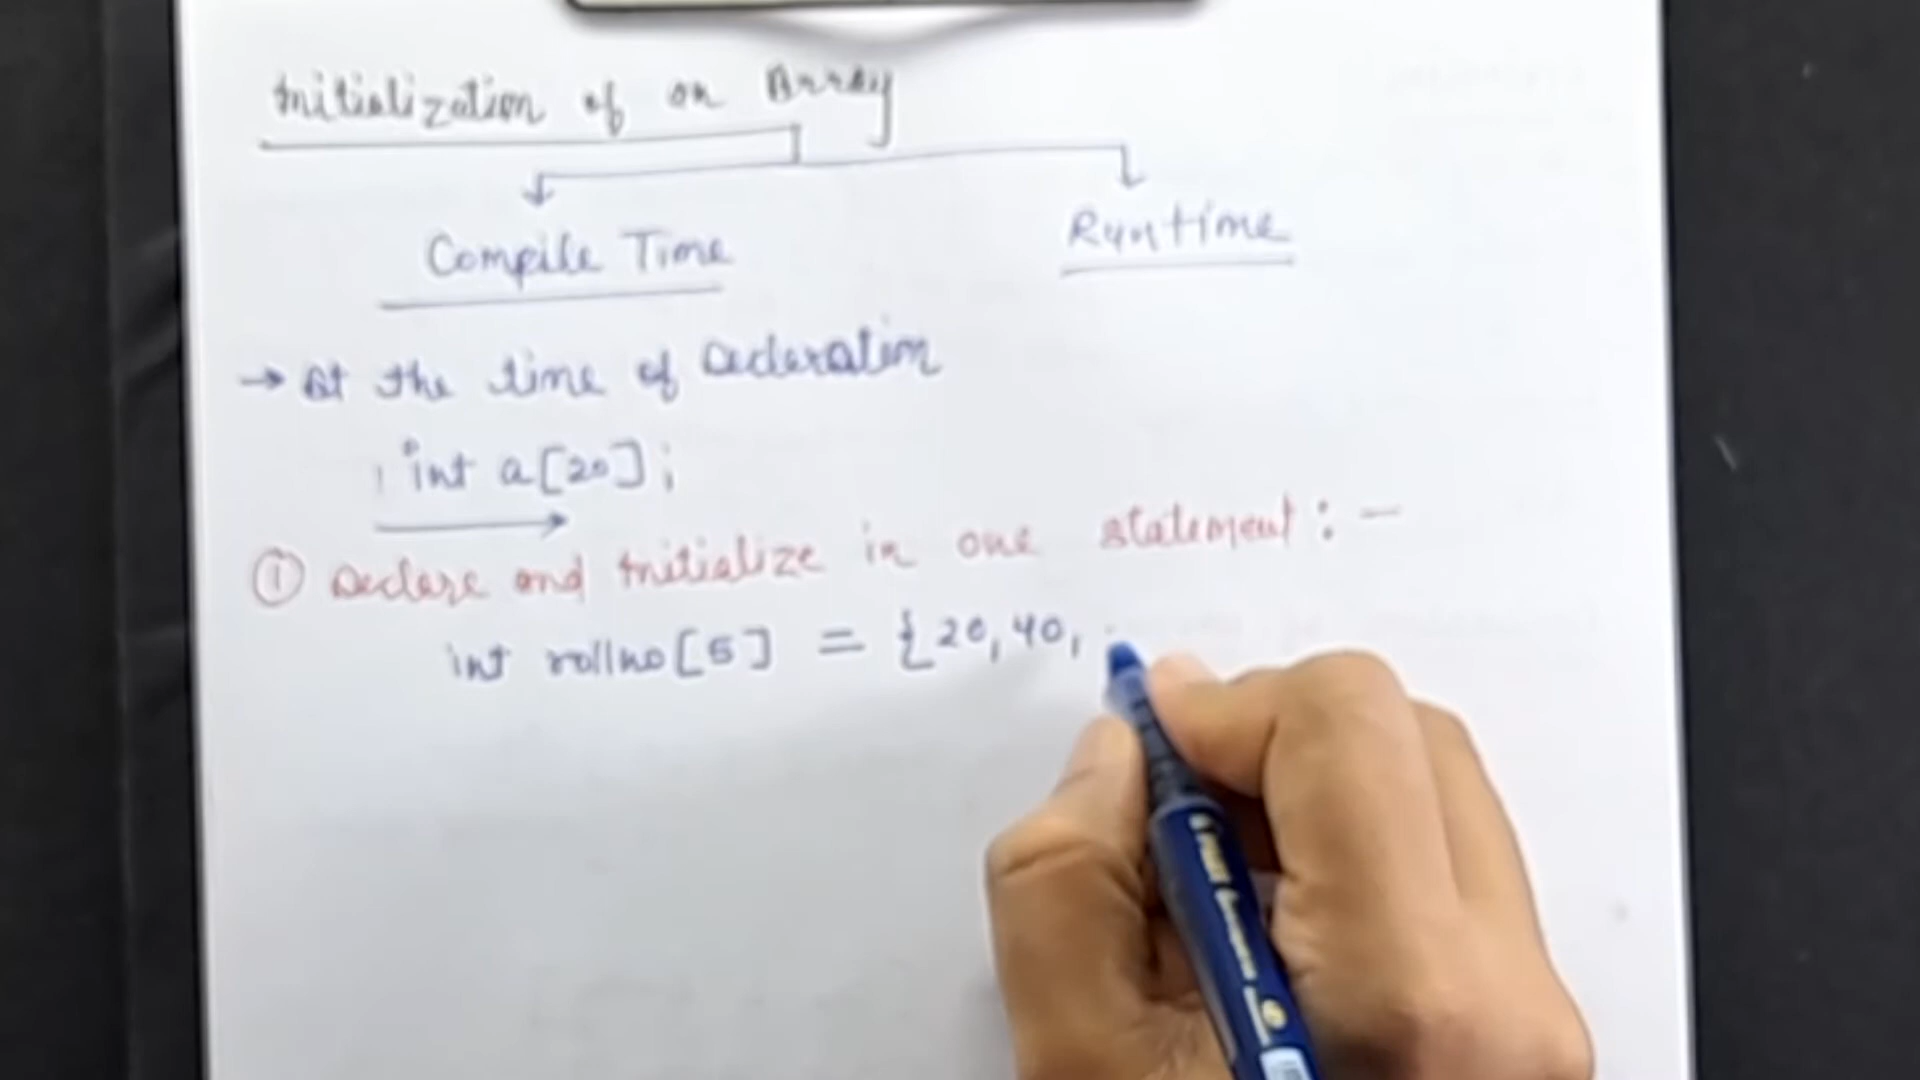 Initialization of an Array
Compile Time
Runtime
→ At the time of Declaration
int a[20];
① Declare and Initialize in one statement: -
int rollno[5] = {20, 40,